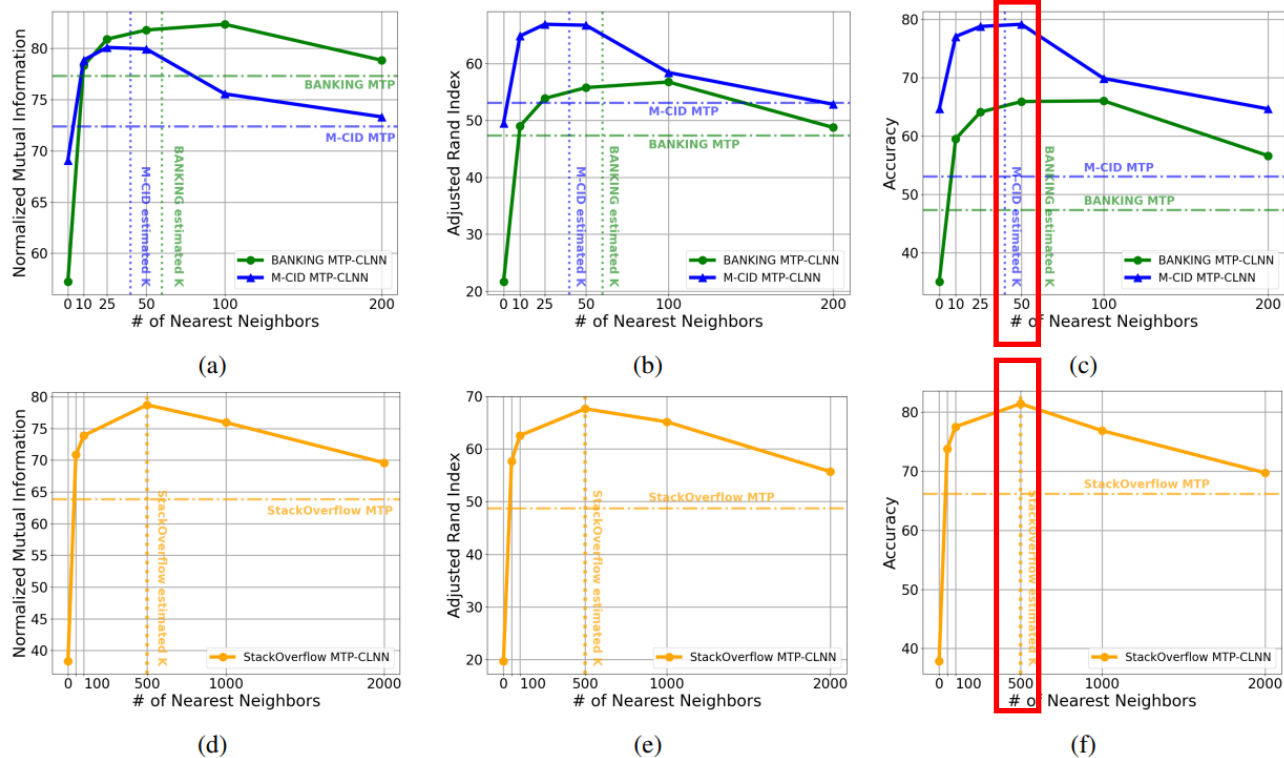 Normalized Mutual Information
80
75
70
65
60
BANKING MTP
M-CID MTP
M-CID estimated K
BANKING estimated K
BANKING MTP-CLNN
M-CID MTP-CLNN
0 10 25 50 100 200
# of Nearest Neighbors
(a)
Adjusted Rand Index
60
50
40
30
20
M-CID MTP
BANKING MTP
M-CID estimated K
BANKING estimated K
BANKING MTP-CLNN
M-CID MTP-CLNN
0 10 25 50 100 200
# of Nearest Neighbors
(b)
Accuracy
80
70
60
50
40
M-CID MTP
BANKING MTP
M-CID estimated K
BANKING estimated K
BANKING MTP-CLNN
M-CID MTP-CLNN
0 10 25 50 100 200
# of Nearest Neighbors
(c)
Normalized Mutual Information
80
75
70
65
60
55
50
45
40
StackOverflow MTP
StackOverflow estimated K
StackOverflow MTP-CLNN
0 100 500 1000 2000
# of Nearest Neighbors
(d)
Adjusted Rand Index
70
60
50
40
30
20
StackOverflow MTP
StackOverflow estimated K
StackOverflow MTP-CLNN
0 100 500 1000 2000
# of Nearest Neighbors
(e)
Accuracy
80
70
60
50
40
StackOverflow MTP
StackOverflow estimated K
StackOverflow MTP-CLNN
0 100 500 1000 2000
# of Nearest Neighbors
(f)